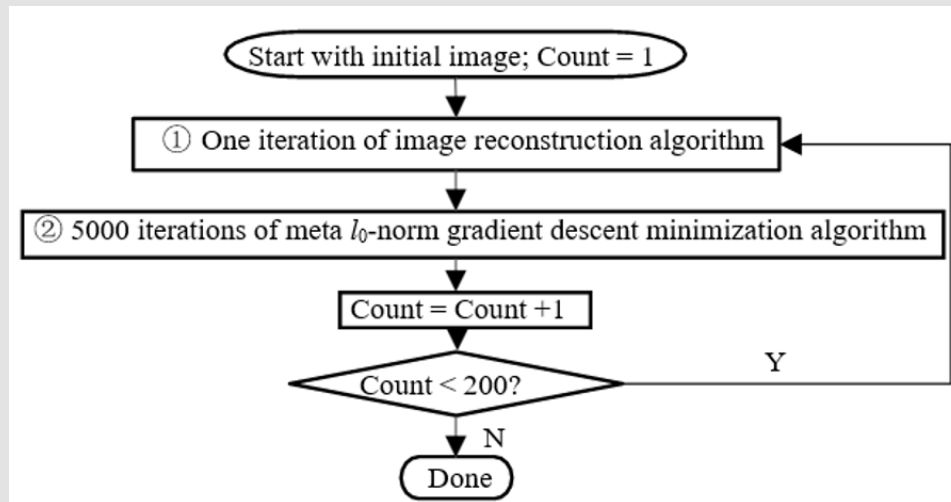 Start with initial image; Count = 1
① One iteration of image reconstruction algorithm
② 5000 iterations of meta l₀-norm gradient descent minimization algorithm
Count = Count +1
Count < 200?
Y
N
Done